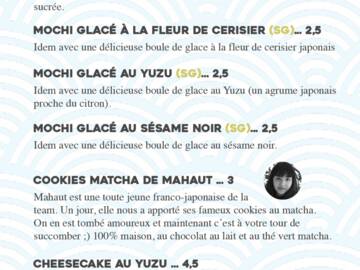 sucrée.
MOCHI GLACÉ À LA FLEUR DE CERISIER (SG)... 2,5
Idem avec une délicieuse boule de glace à la fleur de cerisier japonais
MOCHI GLACÉ AU YUZU (SG)... 2,5
Idem avec une délicieuse boule de glace au Yuzu (un agrume japonais
proche du citron).
MOCHI GLACÉ AU SÉSAME NOIR (SG)... 2,5
Idem avec une délicieuse boule de glace au sésame noir.
COOKIES MATCHA DE MAHAUT ... 3
Mahaut est une toute jeune franco-japonaise de la
team. Un jour, elle nous a apporté ses fameux cookies au matcha.
On en est tombé amoureux et maintenant c'est à votre tour de
succomber ;) 100% maison, au chocolat au lait et au thé vert matcha.
CHEESECAKE AU YUZU ... 4,5